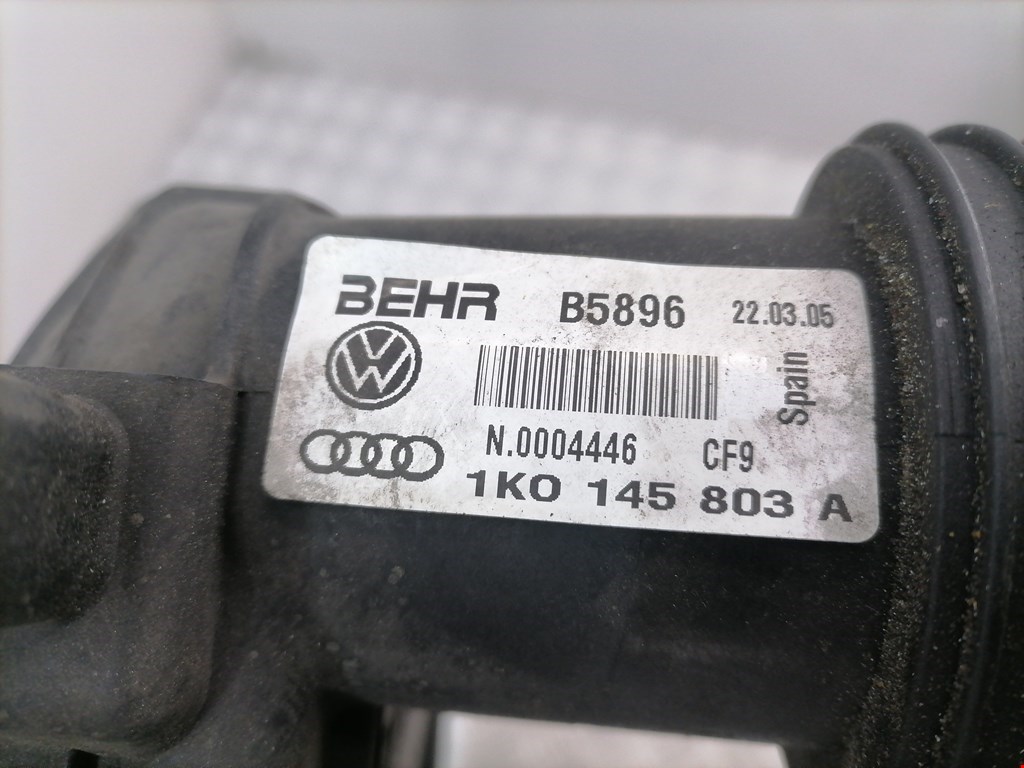 BEHR B5896 22.03.05
Spain
N.0004446 CF9
1K0 145 803 A